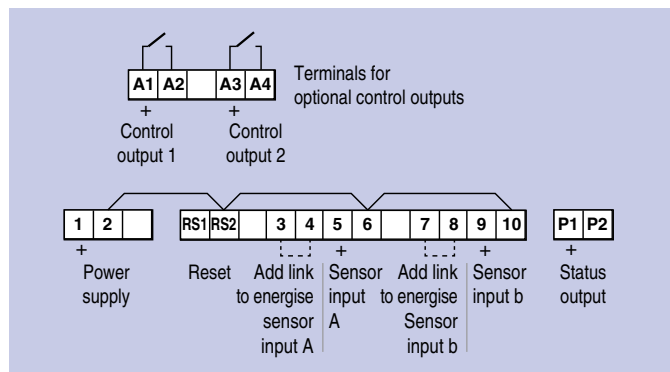 A1 A2 A3 A4
Terminals for
optional control outputs
+ +
Control Control
output 1 output 2
1 2 RS1 RS2 3 4 5 6 7 8 9 10 P1 P2
+ + + +
Power Reset Add link Sensor Add link Sensor Status
supply to energise input to energise input b output
sensor A Sensor
input A input b